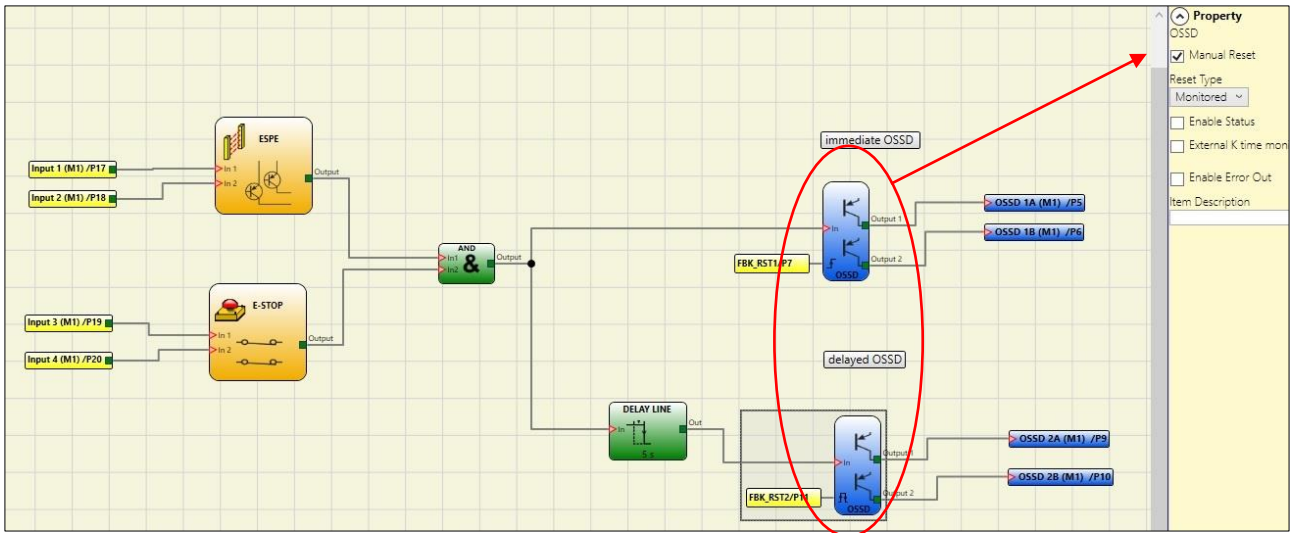 Property
OSSD
Manual Reset
Reset Type
Monitored
Enable Status
External K time mon
Enable Error Out
Item Description
ESPE
Input 1 (M1) /P17
In 1
Output
Input 2 (M1) /P18
In 2
immediate OSSD
OSSD 1A (M1) /P5
Output 1
In
OSSD 1B (M1) /P6
AND
In1
&
Output
In2
FBK_RST1/P7
Output 2
OSSD
E-STOP
Input 3 (M1) /P19
In 1
Output
In 2
Input 4 (M1) /P20
delayed OSSD
DELAY LINE
In
Out
5 s
OSSD 2A (M1) /P9
Output 1
In
OSSD 2B (M1) /P10
FBK_RST2/P11
Output 2
OSSD